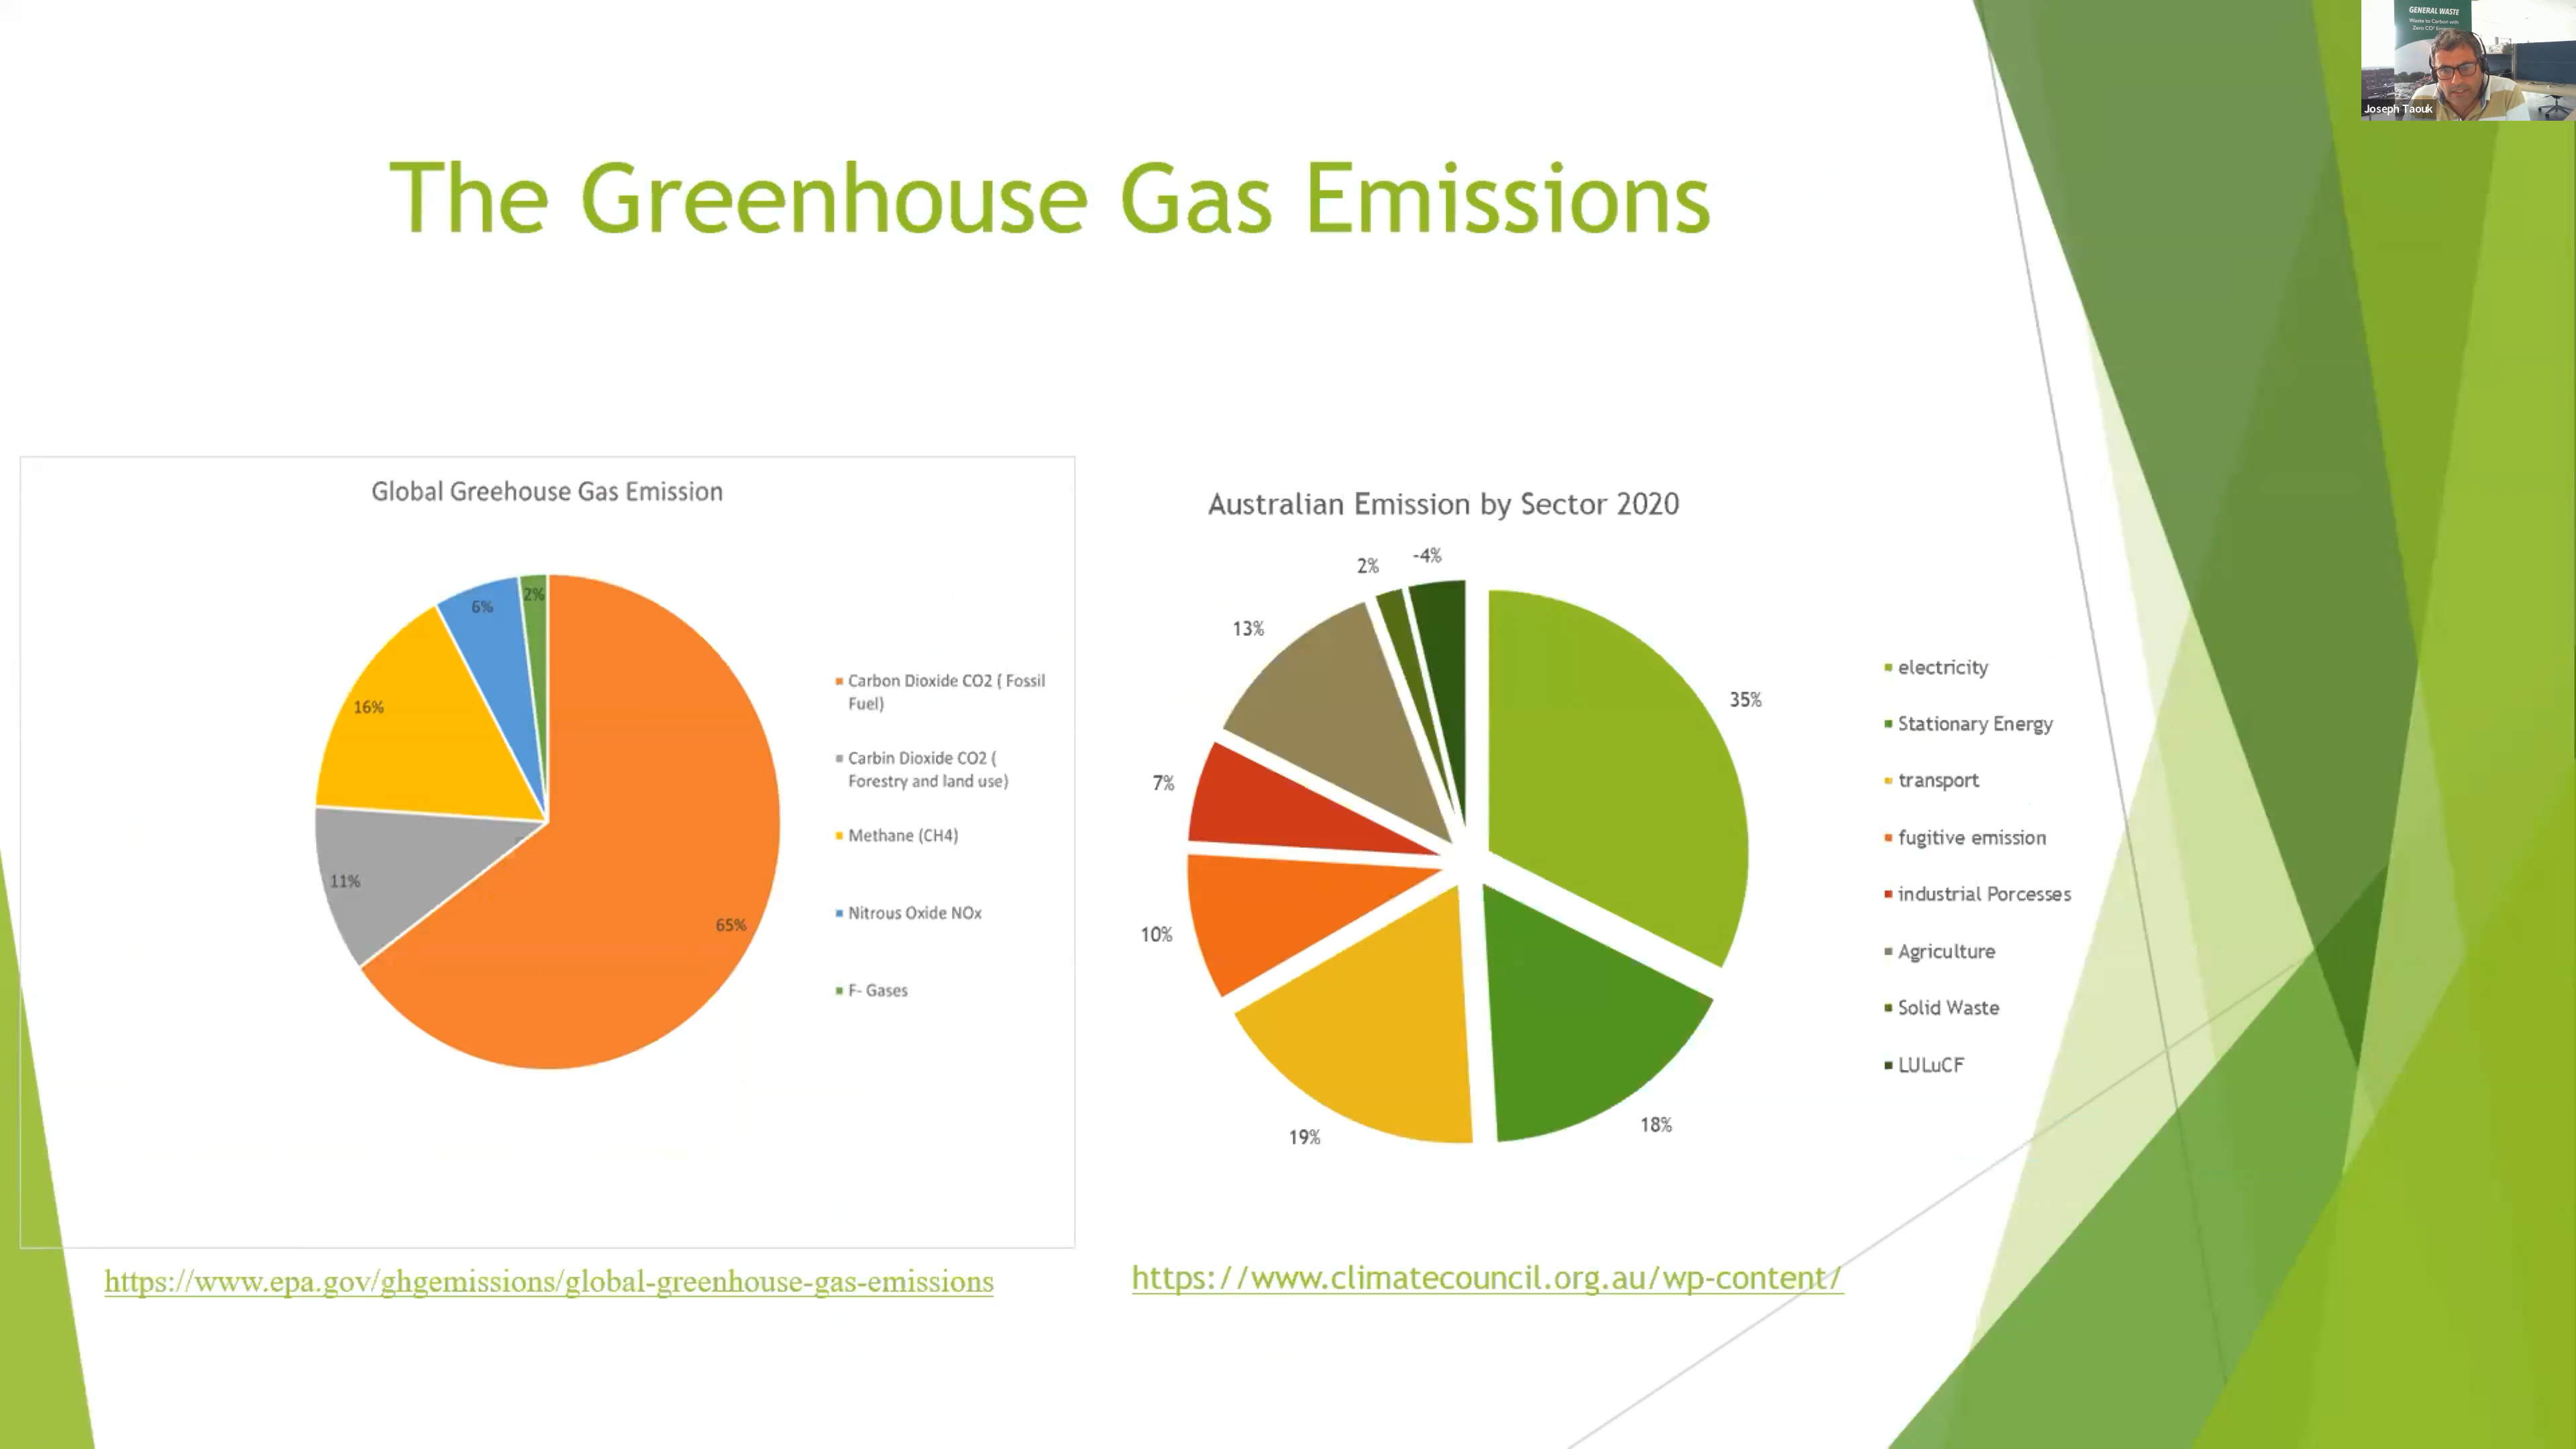 GENERAL WASTE
Waste to Carbon with
Joseph Taouk
The Greenhouse Gas Emissions
Global Greehouse Gas Emission
2%
6%
16%
11%
65%
Carbon Dioxide CO2 ( Fossil
Fuel)
Carbin Dioxide CO2 (
Forestry and land use)
Methane (CH4)
Nitrous Oxide NOx
F- Gases
https://www.epa.gov/ghgemissions/global-greenhouse-gas-emissions
Australian Emission by Sector 2020
-4%
2%
13%
35%
7%
10%
19%
18%
electricity
Stationary Energy
transport
fugitive emission
industrial Porcesses
Agriculture
Solid Waste
LULuCF
https://www.climatecouncil.org.au/wp-content/